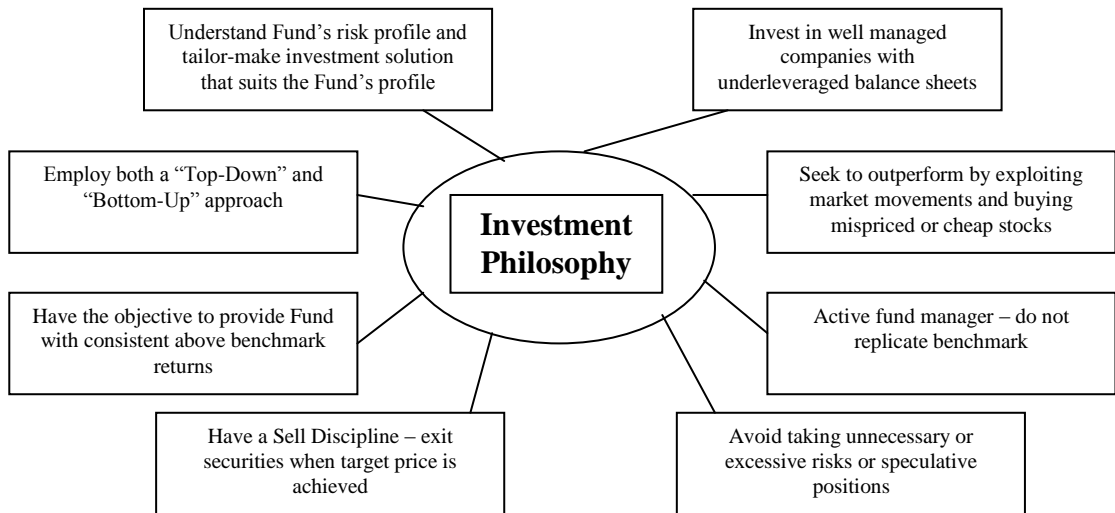 Understand Fund’s risk profile and
tailor-make investment solution
that suits the Fund’s profile
Invest in well managed
companies with
underleveraged balance sheets
Employ both a “Top-Down” and
“Bottom-Up” approach
Seek to outperform by exploiting
market movements and buying
mispriced or cheap stocks
Investment
Philosophy
Have the objective to provide Fund
with consistent above benchmark
returns
Active fund manager – do not
replicate benchmark
Have a Sell Discipline – exit
securities when target price is
achieved
Avoid taking unnecessary or
excessive risks or speculative
positions